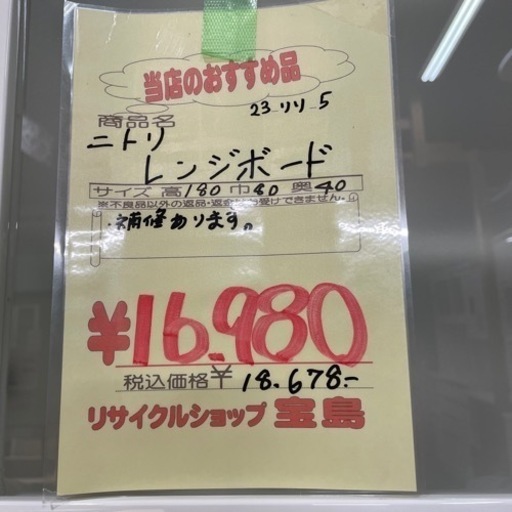 当店のおすすめ品
23 リリ 5
商品名
ニトリ
レンジボード
サイズ 高180 巾80 奥40
※不良品以外の返品・返金お受けできません。
・補修あります。
¥16.980
税込価格¥18.678.-
リサイクルショップ 宝島